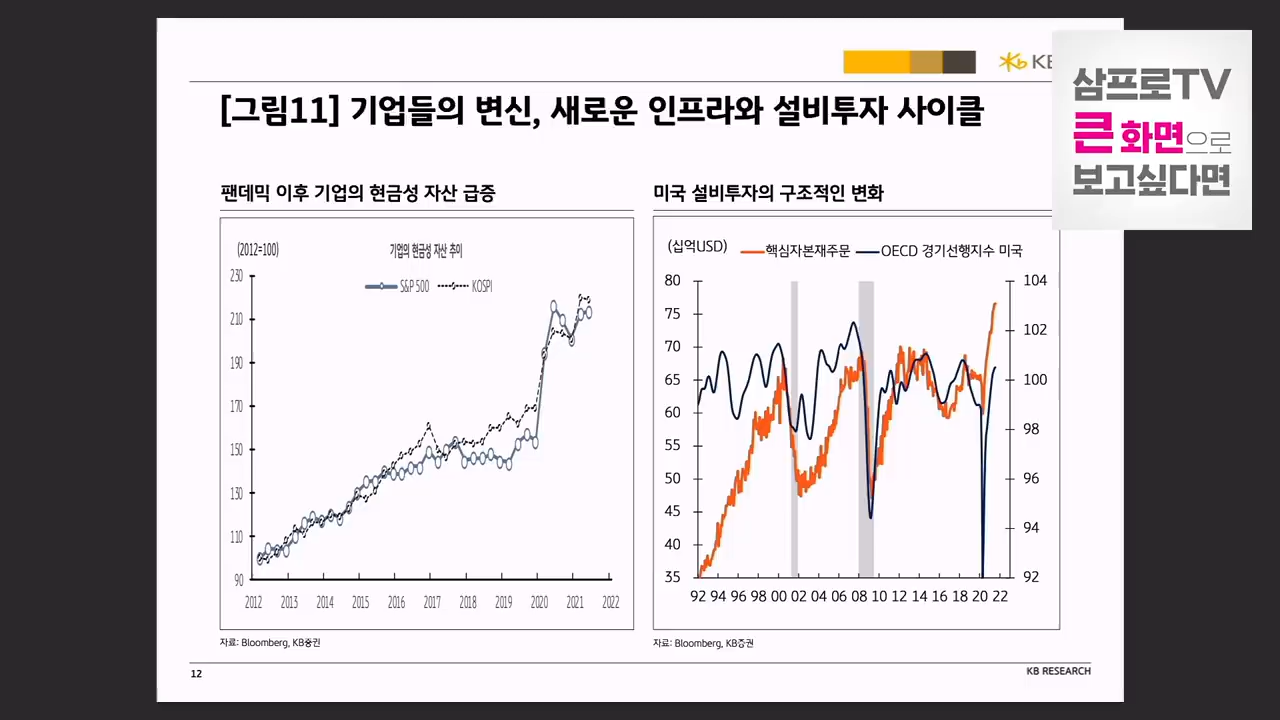 KB
삼프로TV
큰 화면으로
보고싶다면
[그림11] 기업들의 변신, 새로운 인프라와 설비투자 사이클
팬데믹 이후 기업의 현금성 자산 급증
(2012=100)
기업의 현금성 자산 추이
S&P 500
KOSPI
230
210
190
170
150
130
110
90
2012 2013 2014 2015 2016 2017 2018 2019 2020 2021 2022
자료: Bloomberg, KB증권
미국 설비투자의 구조적인 변화
(십억USD)
핵심자본재주문
OECD 경기선행지수 미국
80
75
70
65
60
55
50
45
40
35
104
102
100
98
96
94
92
92 94 96 98 00 02 04 06 08 10 12 14 16 18 20 22
자료: Bloomberg, KB증권
12
KB RESEARCH